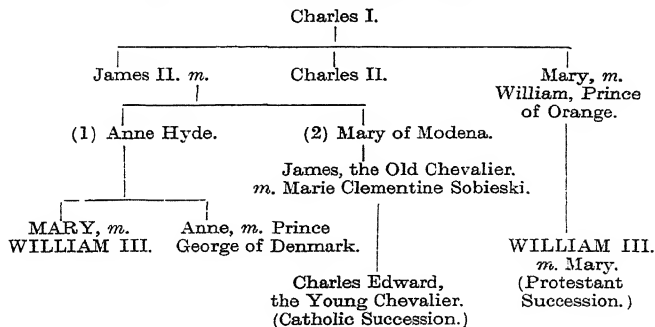 Charles I.
James II. m.
Charles II.
Mary, m.
William, Prince
of Orange.
(1) Anne Hyde.
(2) Mary of Modena.
James, the Old Chevalier.
m. Marie Clementine Sobieski.
MARY, m.
WILLIAM III.
Anne, m. Prince
George of Denmark.
Charles Edward,
the Young Chevalier.
(Catholic Succession.)
WILLIAM III.
m. Mary.
(Protestant
Succession.)